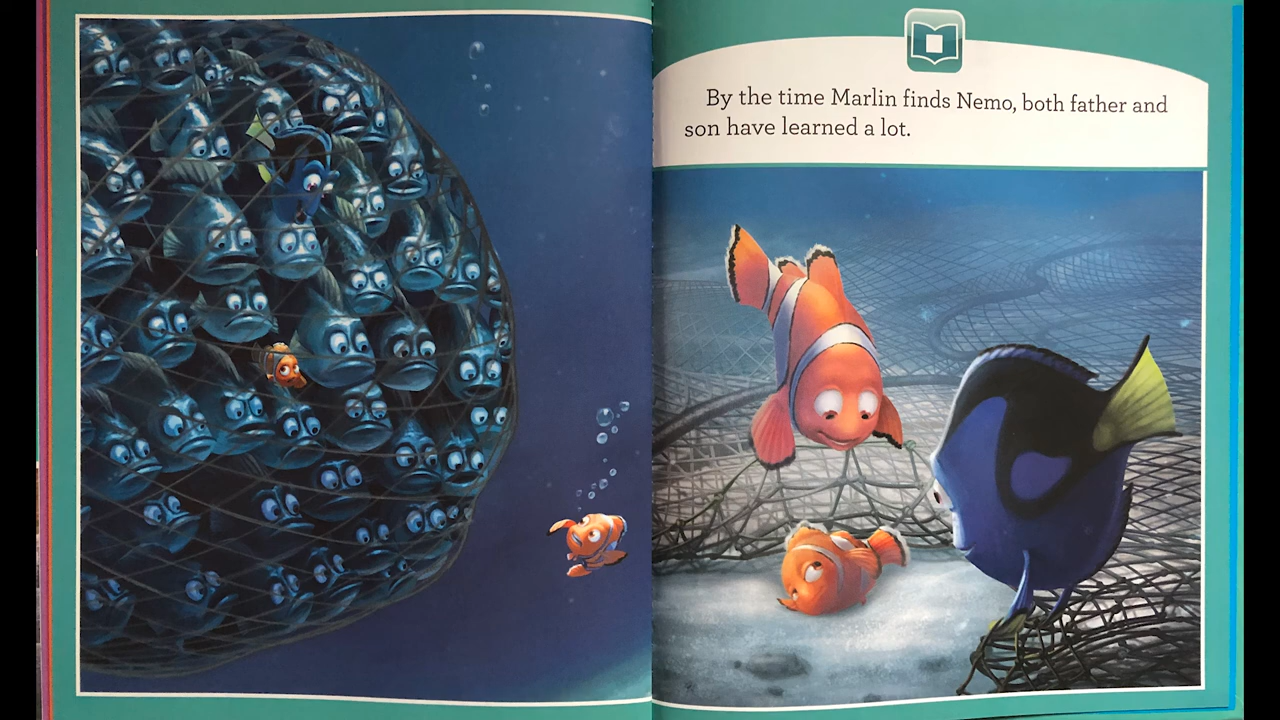 By the time Marlin finds Nemo, both father and
son have learned a lot.